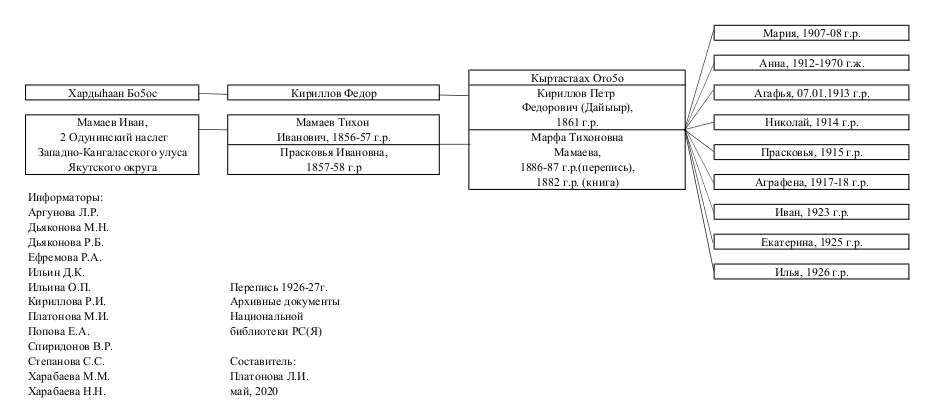 Хардыһаан Бо5ос
Мамаев Иван,
2 Одунинский наслег
Западно-Кангаласского улуса
Якутского округа
Кириллов Федор
Мамаев Тихон
Иванович, 1856-57 г.р.
Прасковья Ивановна,
1857-58 г.р
Кыртастаах Ото5о
Кириллов Петр
Федорович (Дайыыр),
1861 г.р.
Марфа Тихоновна
Мамаева,
1886-87 г.р.(перепись),
1882 г.р. (книга)
Мария, 1907-08 г.р.
Анна, 1912-1970 г.ж.
Агафья, 07.01.1913 г.р.
Николай, 1914 г.р.
Прасковья, 1915 г.р.
Аграфена, 1917-18 г.р.
Иван, 1923 г.р.
Екатерина, 1925 г.р.
Илья, 1926 г.р.
Информаторы:
Аргунова Л.Р.
Дьяконова М.Н.
Дьяконова Р.Б.
Ефремова Р.А.
Ильин Д.К.
Ильина О.П.
Кириллова Р.И.
Платонова М.И.
Попова Е.А.
Спиридонов В.Р.
Степанова С.С.
Харабаева М.М.
Харабаева Н.Н.
Перепись 1926-27г.
Архивные документы
Национальной
библиотеки РС(Я)
Составитель:
Платонова Л.И.
май, 2020